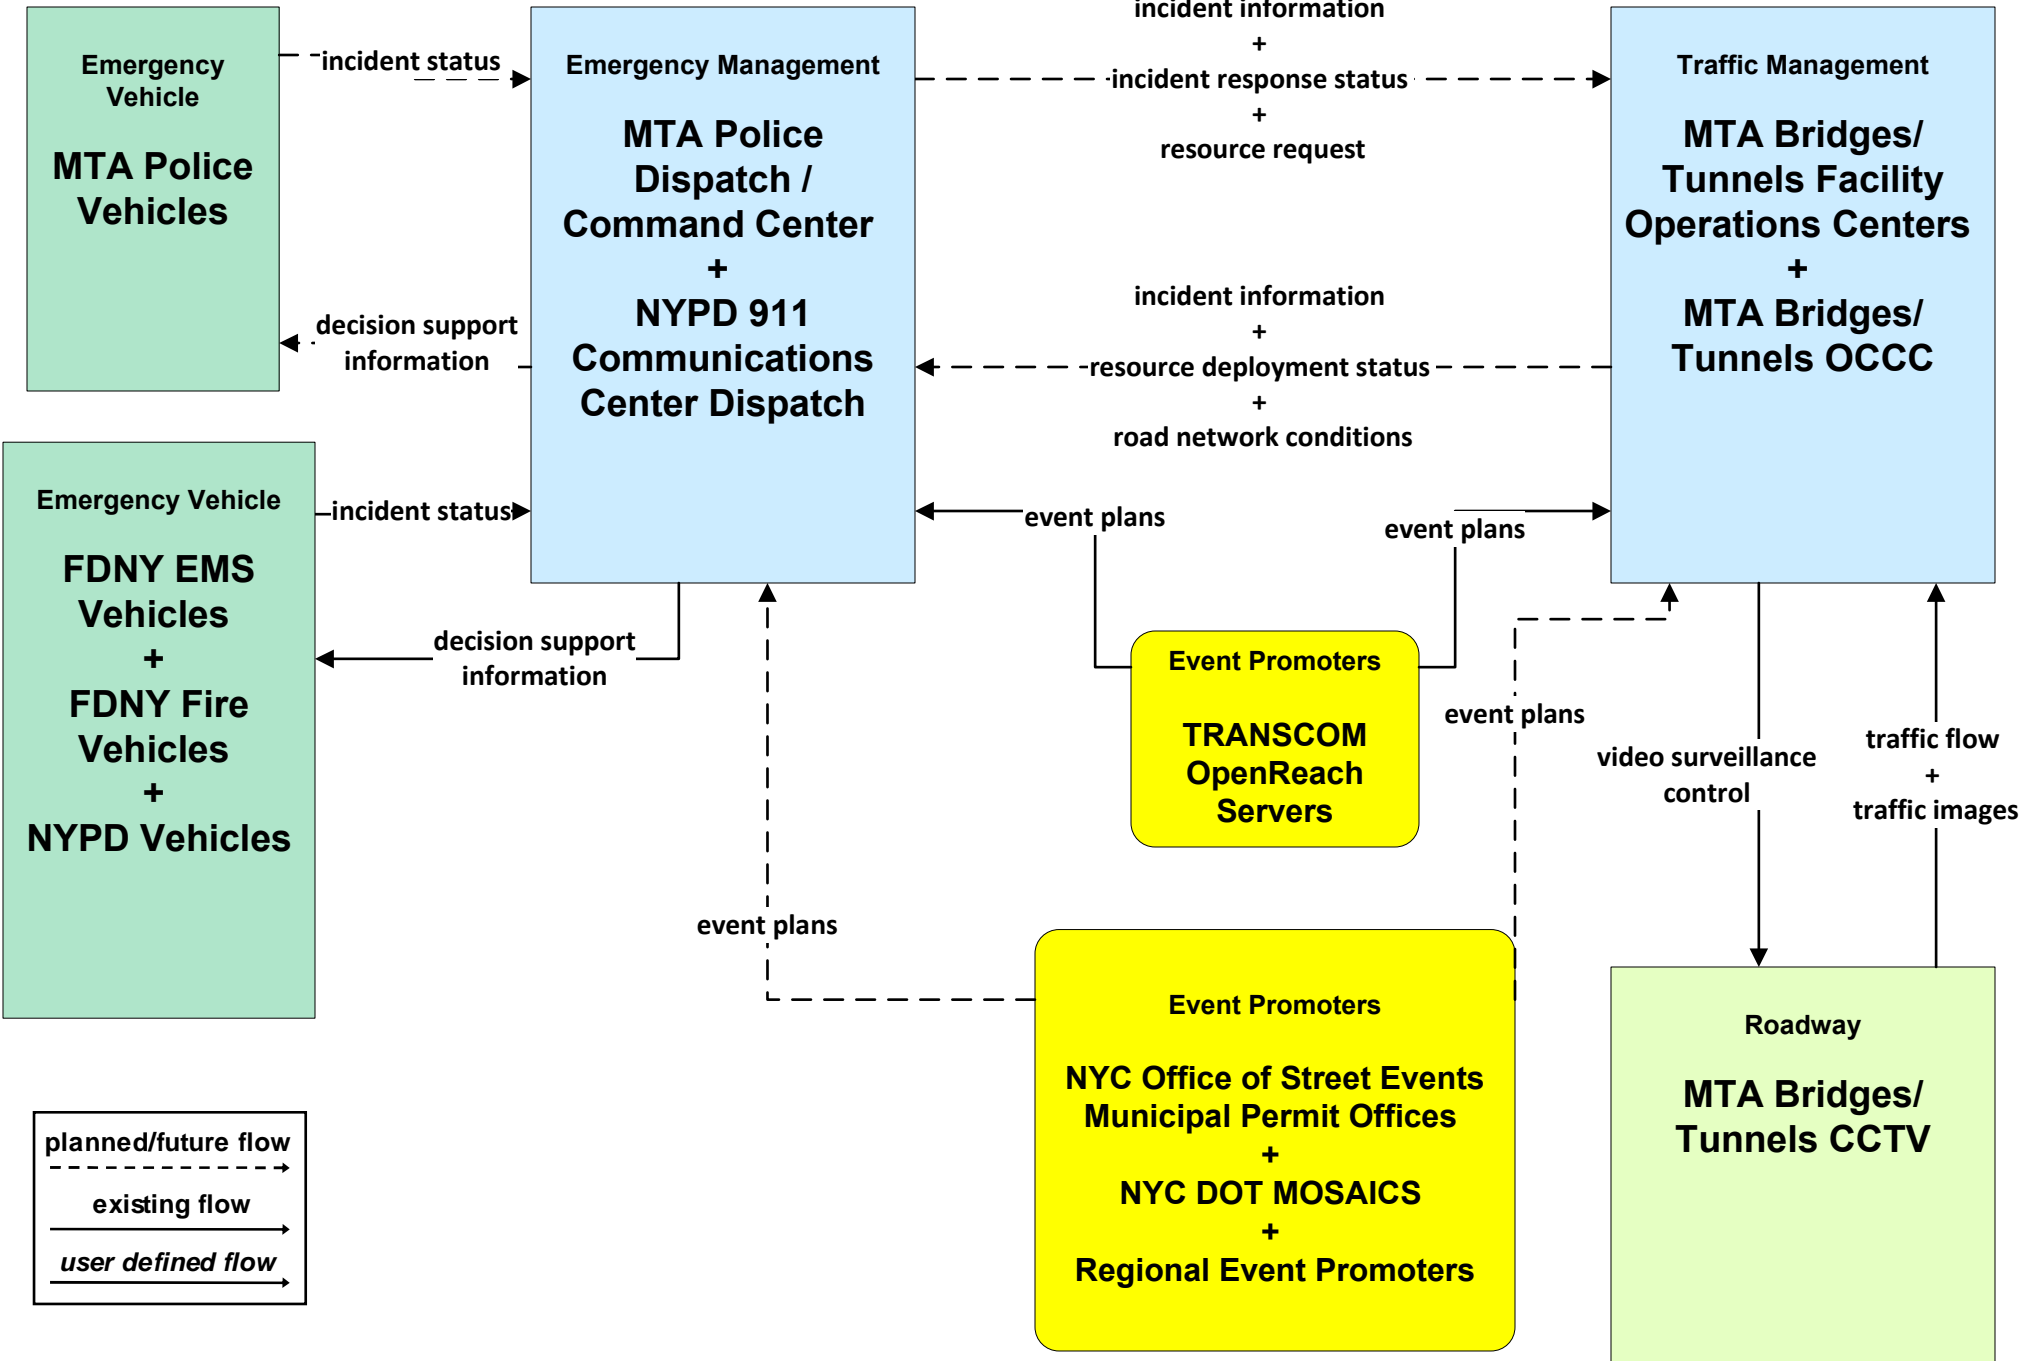 Emergency
Vehicle
MTA Police
Vehicles
incident status
decision support
information
Emergency Management
MTA Police
Dispatch /
Command Center
+
NYPD 911
Communications
Center Dispatch
incident information
+
incident response status
+
resource request
incident information
+
resource deployment status
+
road network conditions
Traffic Management
MTA Bridges/
Tunnels Facility
Operations Centers
+
MTA Bridges/
Tunnels OCCC
Emergency Vehicle
FDNY EMS
Vehicles
+
FDNY Fire
Vehicles
+
NYPD Vehicles
incident status
decision support
information
event plans
event plans
Event Promoters
TRANSCOM
OpenReach
Servers
event plans
video surveillance
control
traffic flow
+
traffic images
event plans
Event Promoters
NYC Office of Street Events
Municipal Permit Offices
+
NYC DOT MOSAICS
+
Regional Event Promoters
Roadway
MTA Bridges/
Tunnels CCTV
planned/future flow
existing flow
user defined flow